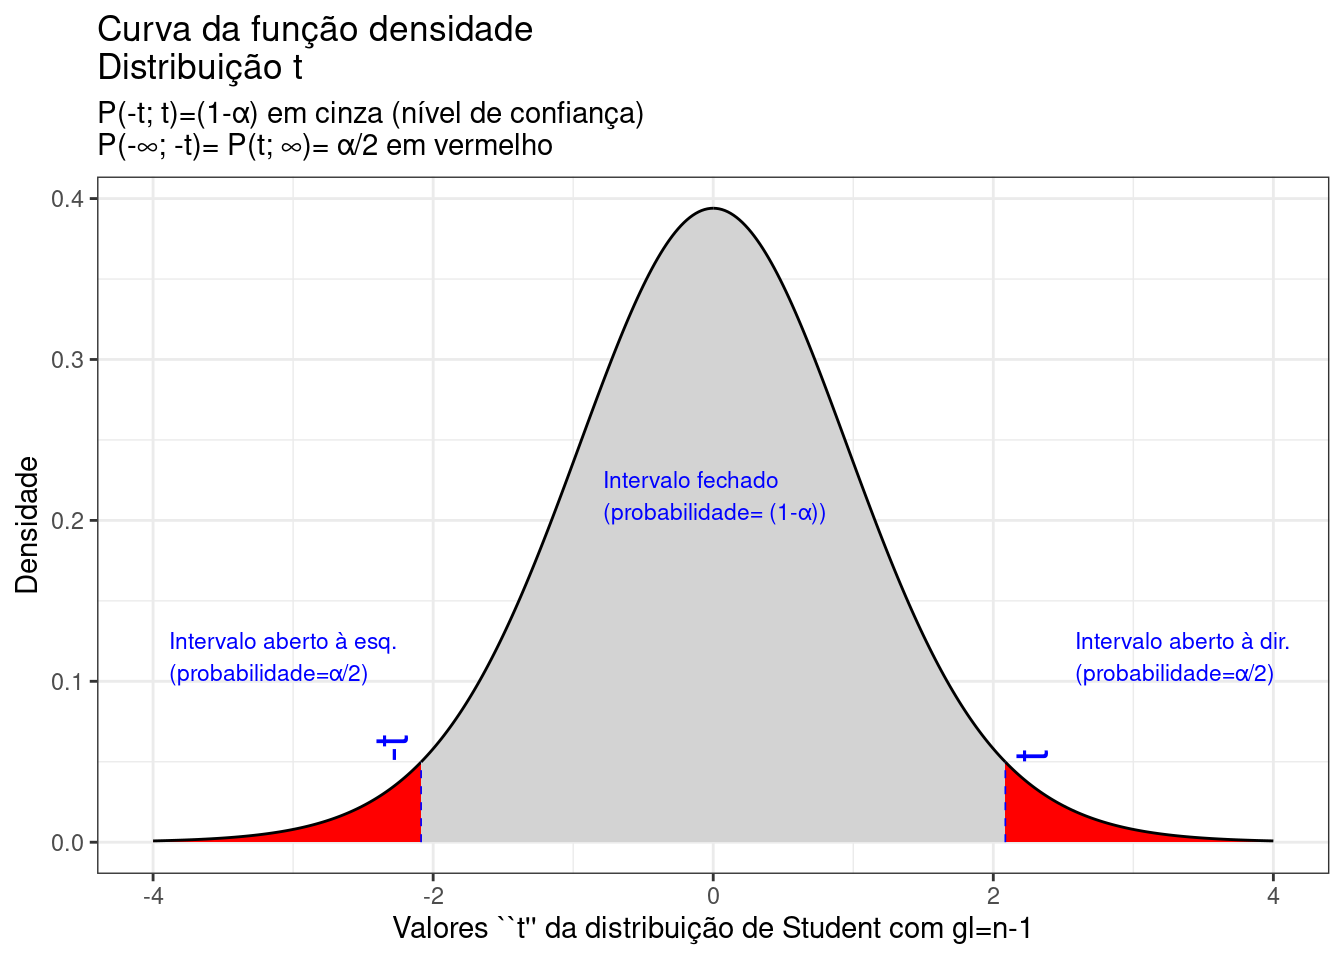 Curva da função densidade
Distribuição t
P(-t; t)=(1-α) em cinza (nível de confiança)
P(-∞; -t)= P(t; ∞)= α/2 em vermelho
Densidade
0.4
0.3
0.2
0.1
0.0
Intervalo fechado
(probabilidade= (1-α))
Intervalo aberto à esq.
(probabilidade=α/2)
Intervalo aberto à dir.
(probabilidade=α/2)
-t
t
-4
-2
0
2
4
Valores ``t'' da distribuição de Student com gl=n-1